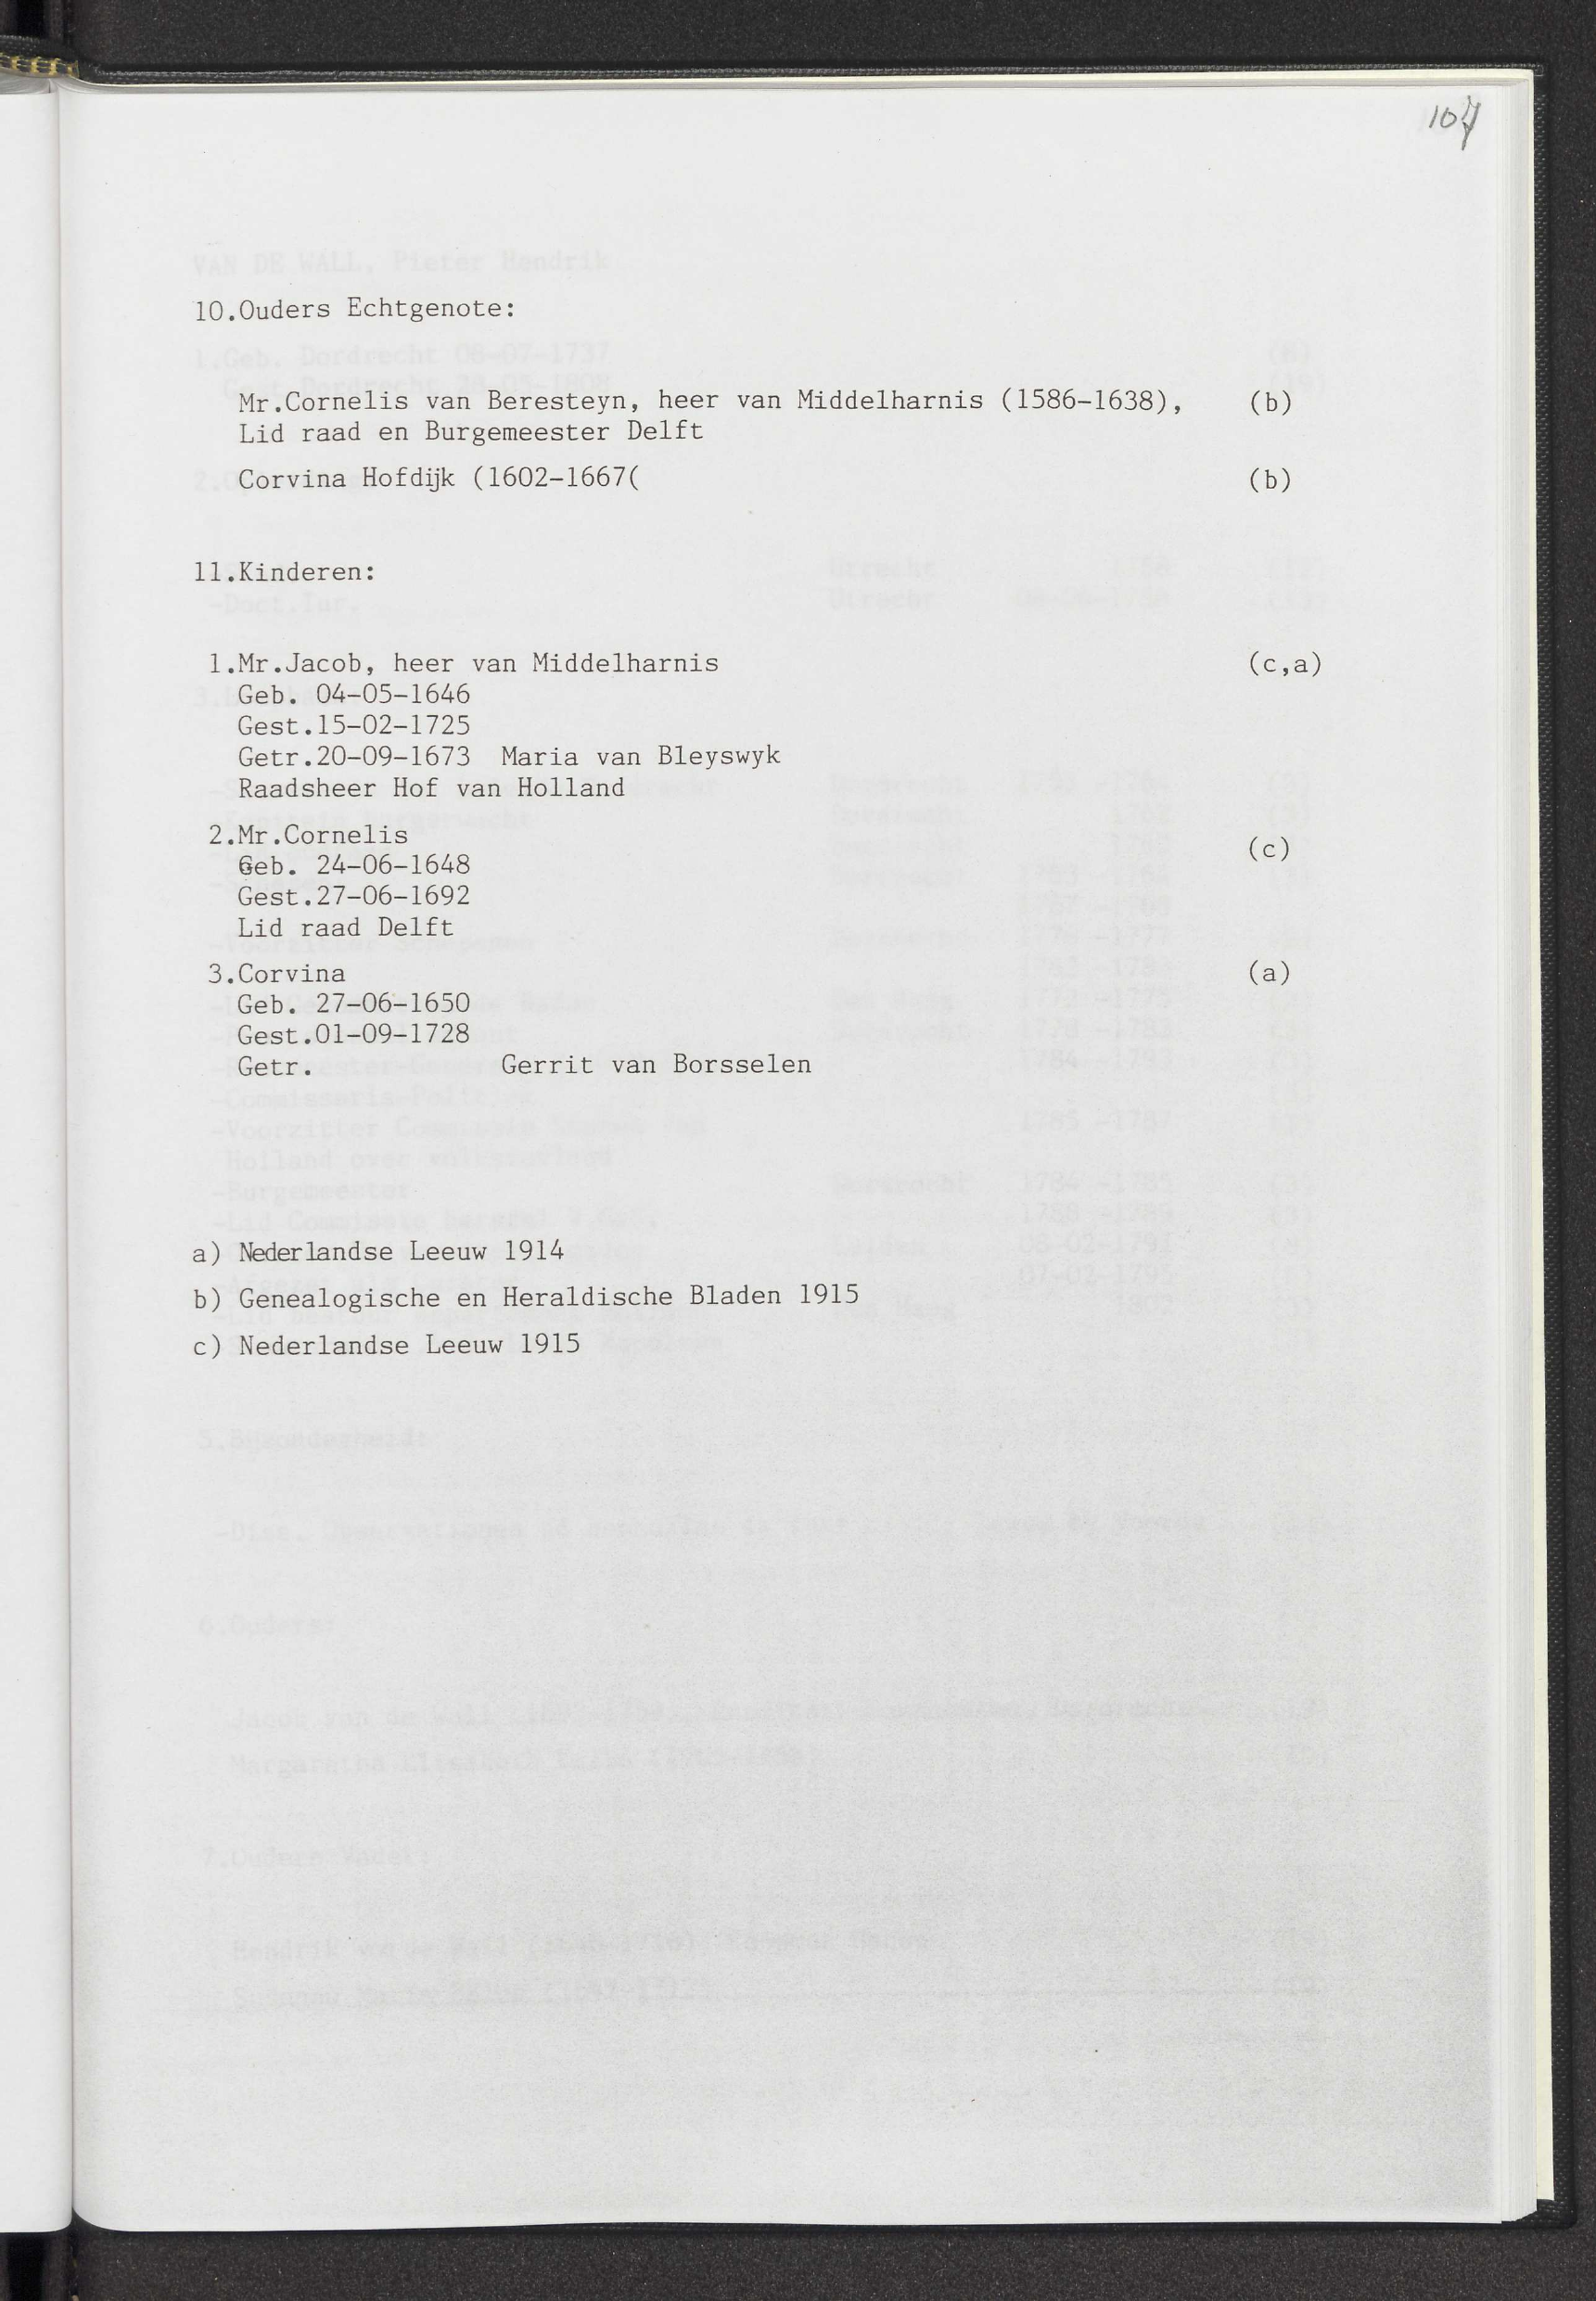 107
10.Ouders Echtgenote:
Mr.Cornelis van Beresteyn, heer van Middelharnis (1586-1638), (b)
Lid raad en Burgemeester Delft
Corvina Hofdijk (1602-1667( (b)
11.Kinderen:
1.Mr.Jacob, heer van Middelharnis (c,a)
Geb. 04-05-1646
Gest.15-02-1725
Getr.20-09-1673 Maria van Bleyswyk
Raadsheer Hof van Holland
2.Mr.Cornelis (c)
Geb. 24-06-1648
Gest.27-06-1692
Lid raad Delft
3.Corvina (a)
Geb. 27-06-1650
Gest.01-09-1728
Getr. Gerrit van Borsselen
a) Nederlandse Leeuw 1914
b) Genealogische en Heraldische Bladen 1915
c) Nederlandse Leeuw 1915